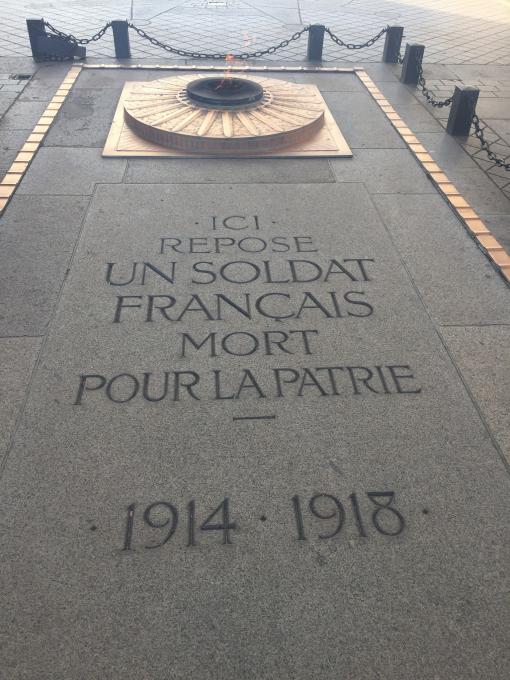 · ICI ·
REPOSE
UN SOLDAT
FRANÇAIS
MORT
POUR LA PATRIE
· 1914 · 1918 ·